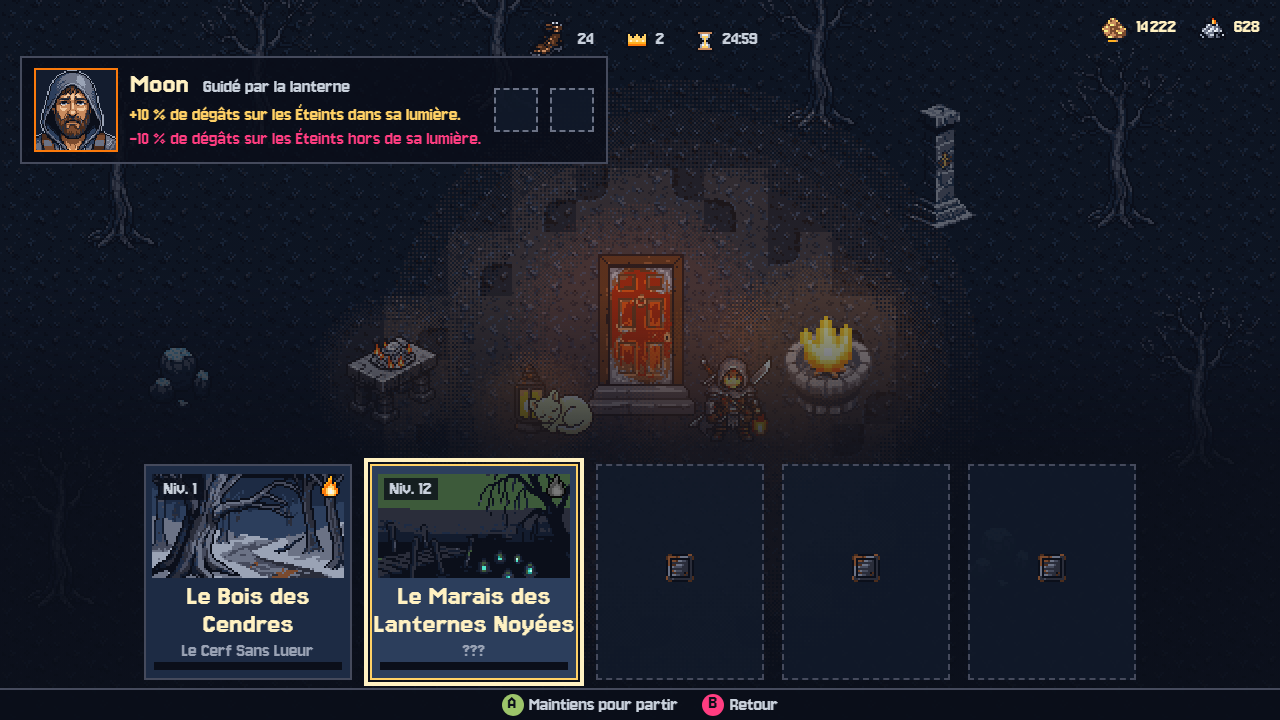 24
2
24:59
14222
628
Moon Guidé par la lanterne
+10 % de dégâts sur les Éteints dans sa lumière.
-10 % de dégâts sur les Éteints hors de sa lumière.
Niv. 1
Le Bois des
Cendres
Le Cerf Sans Lueur
Niv. 12
Le Marais des
Lanternes Noyées
???
A Maintiens pour partir
B Retour